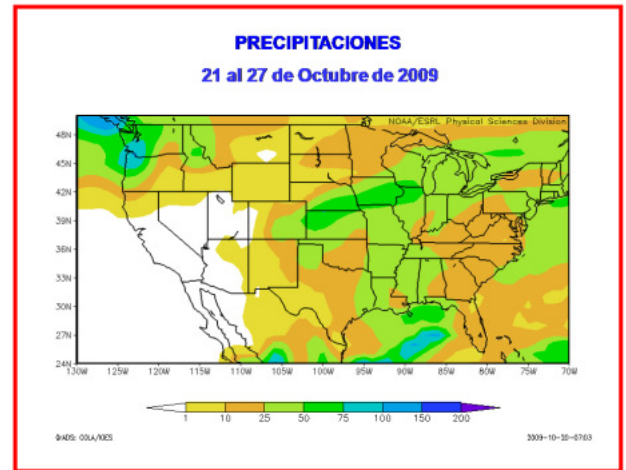 PRECIPITACIONES
21 al 27 de Octubre de 2009
NOAA/ESRL Physical Sciences Division
48N
45N
42N
39N
36N
33N
30N
27N
24N
130W 125W 120W 115W 110W 105W 100W 95W 90W 85W 80W 75W 70W
1 10 25 50 75 100 150 200
GrADS: COLA/IGES 2009-10-20-07:03